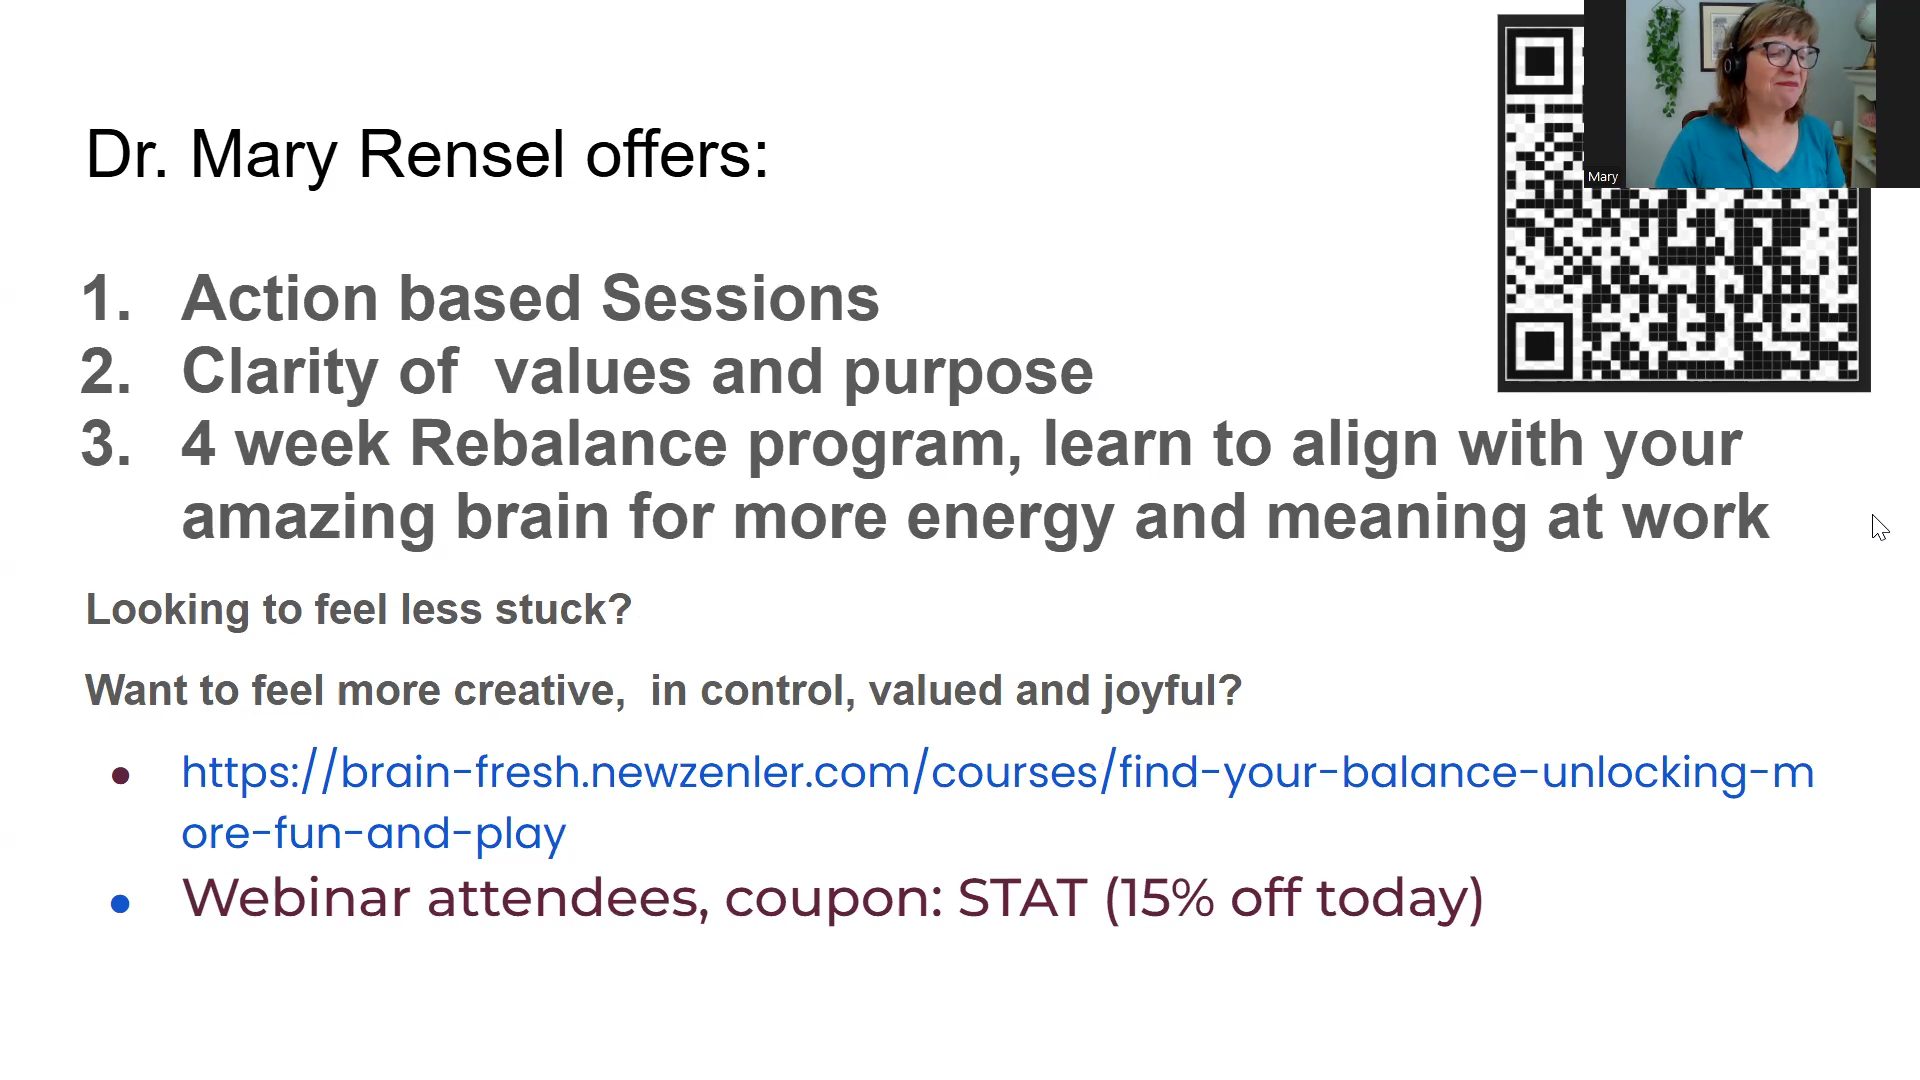 Dr. Mary Rensel offers:
Mary
1. Action based Sessions
2. Clarity of  values and purpose
3. 4 week Rebalance program, learn to align with your
amazing brain for more energy and meaning at work
Looking to feel less stuck?
Want to feel more creative,  in control, valued and joyful?
● https://brain-fresh.newzenler.com/courses/find-your-balance-unlocking-m
ore-fun-and-play
● Webinar attendees, coupon: STAT (15% off today)